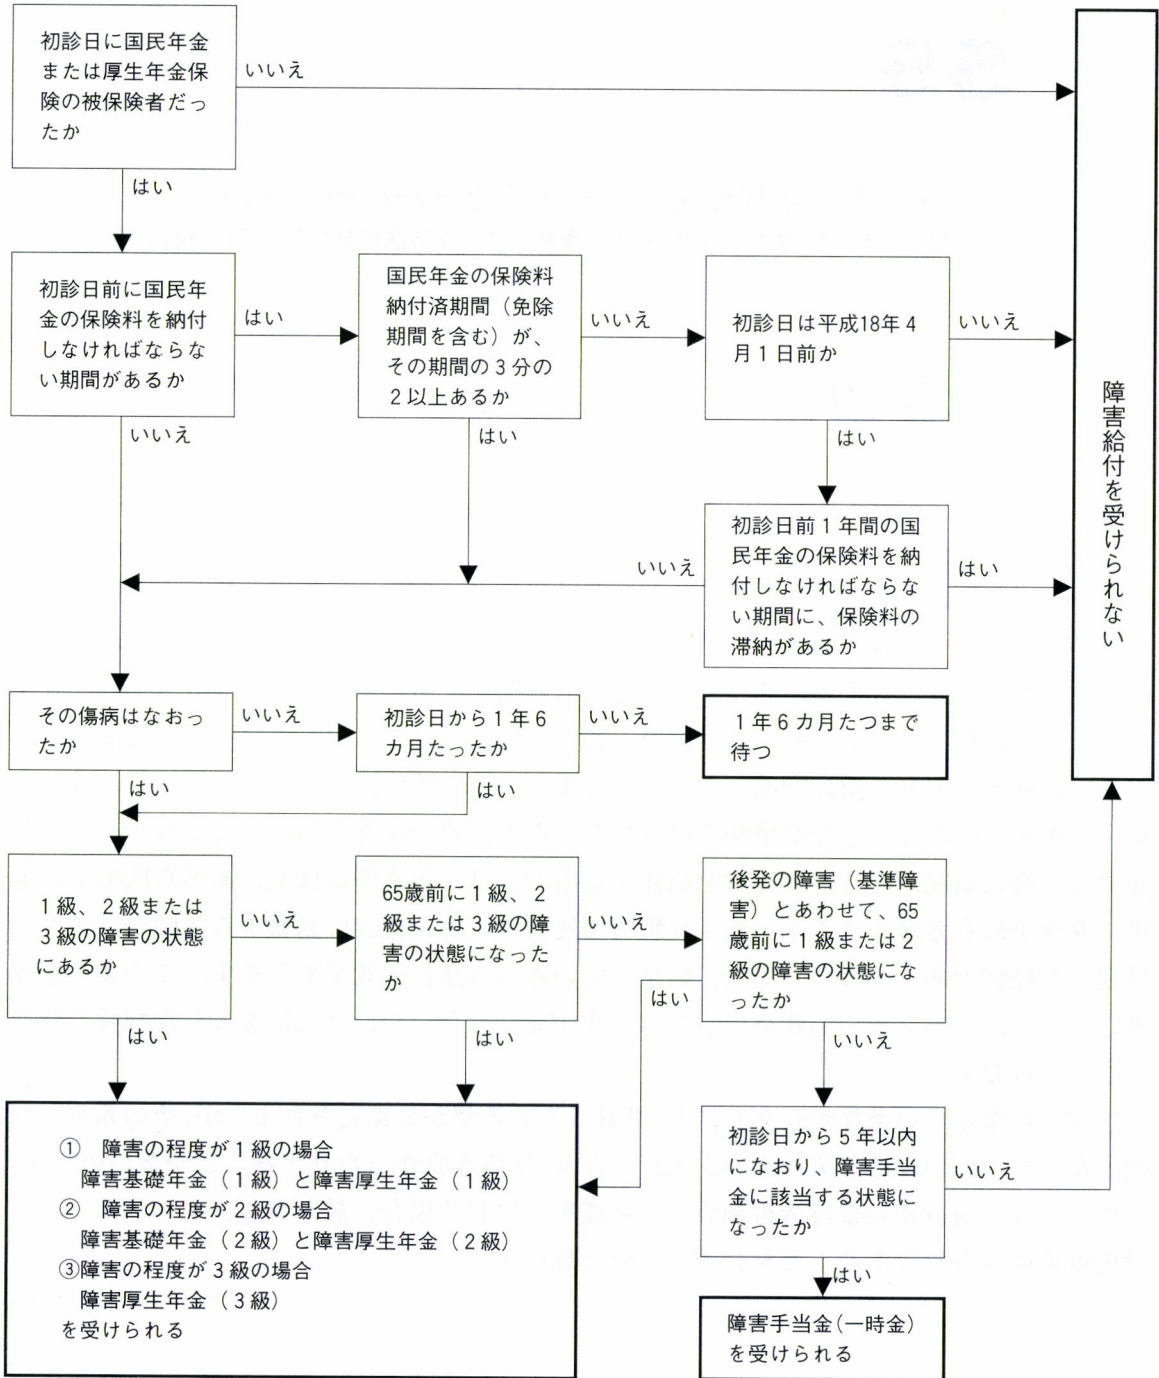 初診日に国民年金
または厚生年金保
険の被保険者だっ
たか
いいえ
はい
初診日前に国民年
金の保険料を納付
しなければならな
い期間があるか
はい
いいえ
国民年金の保険料
納付済期間（免除
期間を含む）が、
その期間の3分の
2以上あるか
いいえ
はい
初診日は平成18年4
月1日前か
いいえ
はい
初診日前1年間の国
民年金の保険料を納
付しなければならな
い期間に、保険料の
滞納があるか
いいえ
はい
障害給付を受けられない
その傷病はなおっ
たか
いいえ
はい
初診日から1年6
カ月たったか
いいえ
はい
1年6カ月たつまで
待つ
1級、2級または
3級の障害の状態
にあるか
いいえ
はい
65歳前に1級、2
級または3級の障
害の状態になった
か
いいえ
はい
後発の障害（基準障
害）とあわせて、65
歳前に1級または2
級の障害の状態にな
ったか
はい
いいえ
初診日から5年以内
になおり、障害手当
金に該当する状態に
なったか
いいえ
はい
①　障害の程度が1級の場合
障害基礎年金（1級）と障害厚生年金（1級）
②　障害の程度が2級の場合
障害基礎年金（2級）と障害厚生年金（2級）
③障害の程度が3級の場合
障害厚生年金（3級）
を受けられる
障害手当金(一時金)
を受けられる